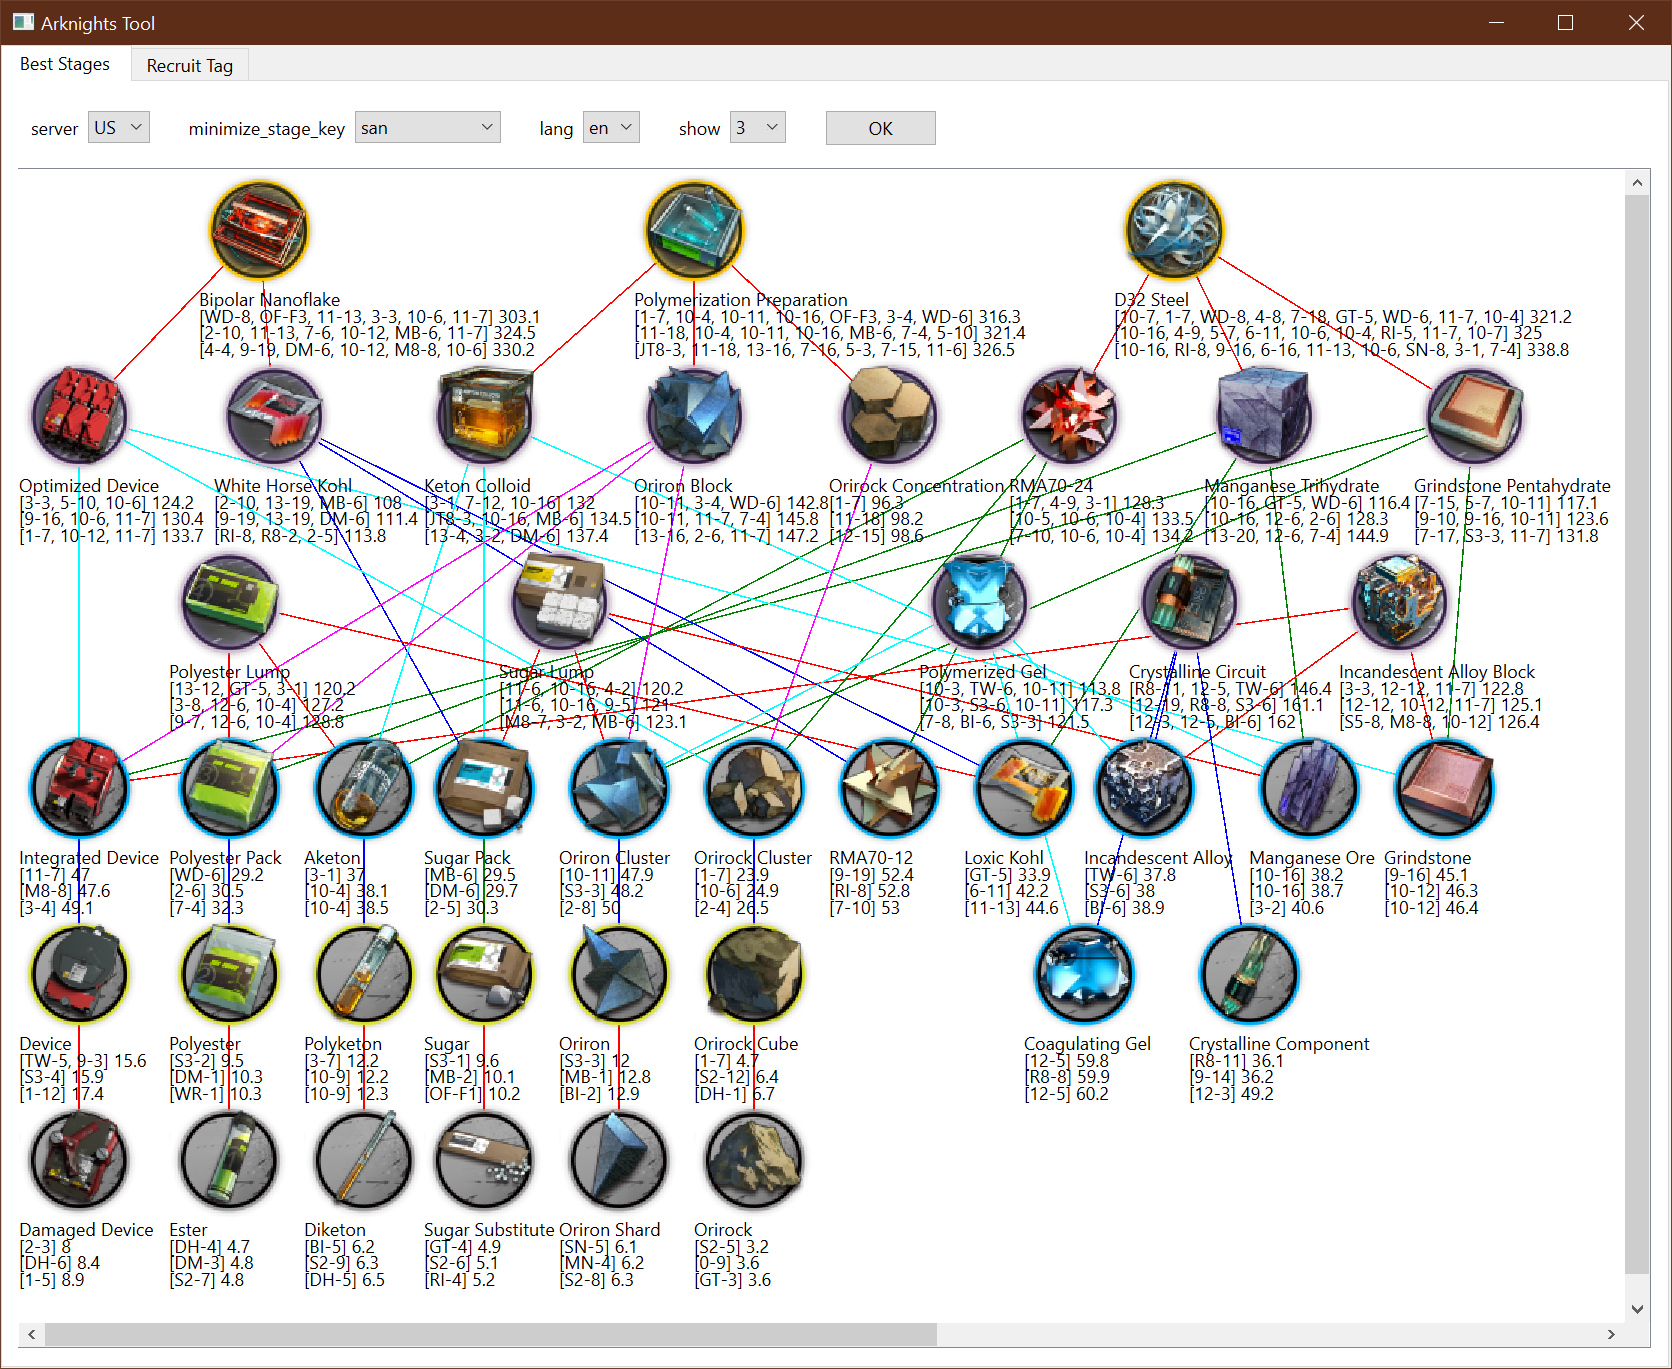 Arknights Tool
Best Stages
Recruit Tag
server US minimize_stage_key san lang en show 3 OK
Bipolar Nanoflake
[WD-8, OF-F3, 11-13, 3-3, 10-6, 11-7] 303.1
[2-10, 11-13, 7-6, 10-12, MB-6, 11-7] 324.5
[4-4, 9-19, DM-6, 10-12, M8-8, 10-6] 330.2
Polymerization Preparation
[1-7, 10-4, 10-11, 10-16, OF-F3, 3-4, WD-6] 316.3
[11-18, 10-4, 10-11, 10-16, MB-6, 7-4, 5-10] 321.4
[JT8-3, 11-18, 13-16, 7-16, 5-3, 7-15, 11-6] 326.5
D32 Steel
[10-7, 1-7, WD-8, 4-8, 7-18, GT-5, WD-6, 11-7, 10-4] 321.2
[10-16, 4-9, 5-7, 6-11, 10-6, 10-4, RI-5, 11-7, 10-7] 325
[10-16, RI-8, 9-16, 6-16, 11-13, 10-6, SN-8, 3-1, 7-4] 338.8
Optimized Device
[3-3, 5-10, 10-6] 124.2
[9-16, 10-6, 11-7] 130.4
[1-7, 10-12, 11-7] 133.7
White Horse Kohl
[2-10, 13-19, MB-6] 108
[9-19, 13-19, DM-6] 111.4
[RI-8, R8-2, 2-5] 113.8
Keton Colloid
[3-1, 7-12, 10-16] 132
[JT8-3, 10-16, MB-6] 134.5
[13-4, 3-2, DM-6] 137.4
Oriron Block
[10-11, 3-4, WD-6] 142.8
[10-11, 11-7, 7-4] 145.8
[13-16, 2-6, 11-7] 147.2
Orirock Concentration
[1-7] 96.3
[11-18] 98.2
[12-15] 98.6
RMA70-24
[1-7, 4-9, 3-1] 128.3
[10-5, 10-6, 10-4] 133.5
[7-10, 10-6, 10-4] 134.2
Manganese Trihydrate
[10-16, GT-5, WD-6] 116.4
[10-16, 12-6, 2-6] 128.3
[13-20, 12-6, 7-4] 144.9
Grindstone Pentahydrate
[7-15, 5-7, 10-11] 117.1
[9-10, 9-16, 10-11] 123.6
[7-17, S3-3, 11-7] 131.8
Polyester Lump
[13-12, GT-5, 3-1] 120.2
[3-8, 12-6, 10-4] 127.2
[9-7, 12-6, 10-4] 128.8
Sugar Lump
[11-6, 10-16, 4-2] 120.2
[11-6, 10-16, 9-5] 121
[M8-7, 3-2, MB-6] 123.1
Polymerized Gel
[10-3, TW-6, 10-11] 113.8
[10-3, S3-6, 10-11] 117.3
[7-8, BI-6, S3-3] 121.5
Crystalline Circuit
[R8-11, 12-5, TW-6] 146.4
[12-19, R8-8, S3-6] 161.1
[12-3, 12-5, BI-6] 162
Incandescent Alloy Block
[3-3, 12-12, 11-7] 122.8
[12-12, 10-12, 11-7] 125.1
[S5-8, M8-8, 10-12] 126.4
Integrated Device
[11-7] 47
[M8-8] 47.6
[3-4] 49.1
Polyester Pack
[WD-6] 29.2
[2-6] 30.5
[7-4] 32.3
Aketon
[3-1] 37
[10-4] 38.1
[10-4] 38.5
Sugar Pack
[MB-6] 29.5
[DM-6] 29.7
[2-5] 30.3
Oriron Cluster
[10-11] 47.9
[S3-3] 48.2
[2-8] 50
Orirock Cluster
[1-7] 23.9
[10-6] 24.9
[2-4] 26.5
RMA70-12
[9-19] 52.4
[RI-8] 52.8
[7-10] 53
Loxic Kohl
[GT-5] 33.9
[6-11] 42.2
[11-13] 44.6
Incandescent Alloy
[TW-6] 37.8
[S3-6] 38
[BI-6] 38.9
Manganese Ore
[10-16] 38.2
[10-16] 38.7
[3-2] 40.6
Grindstone
[9-16] 45.1
[10-12] 46.3
[10-12] 46.4
Device
[TW-5, 9-3] 15.6
[S3-4] 15.9
[1-12] 17.4
Polyester
[S3-2] 9.5
[DM-1] 10.3
[WR-1] 10.3
Polyketon
[3-7] 12.2
[10-9] 12.2
[10-9] 12.3
Sugar
[S3-1] 9.6
[MB-2] 10.1
[OF-F1] 10.2
Oriron
[S3-3] 12
[MB-1] 12.8
[BI-2] 12.9
Orirock Cube
[1-7] 4.7
[S2-12] 6.4
[DH-1] 6.7
Coagulating Gel
[12-5] 59.8
[R8-8] 59.9
[12-5] 60.2
Crystalline Component
[R8-11] 36.1
[9-14] 36.2
[12-3] 49.2
Damaged Device
[2-3] 8
[DH-6] 8.4
[1-5] 8.9
Ester
[DH-4] 4.7
[DM-3] 4.8
[S2-7] 4.8
Diketon
[BI-5] 6.2
[S2-9] 6.3
[DH-5] 6.5
Sugar Substitute
[GT-4] 4.9
[S2-6] 5.1
[RI-4] 5.2
Oriron Shard
[SN-5] 6.1
[MN-4] 6.2
[S2-8] 6.3
Orirock
[S2-5] 3.2
[0-9] 3.6
[GT-3] 3.6